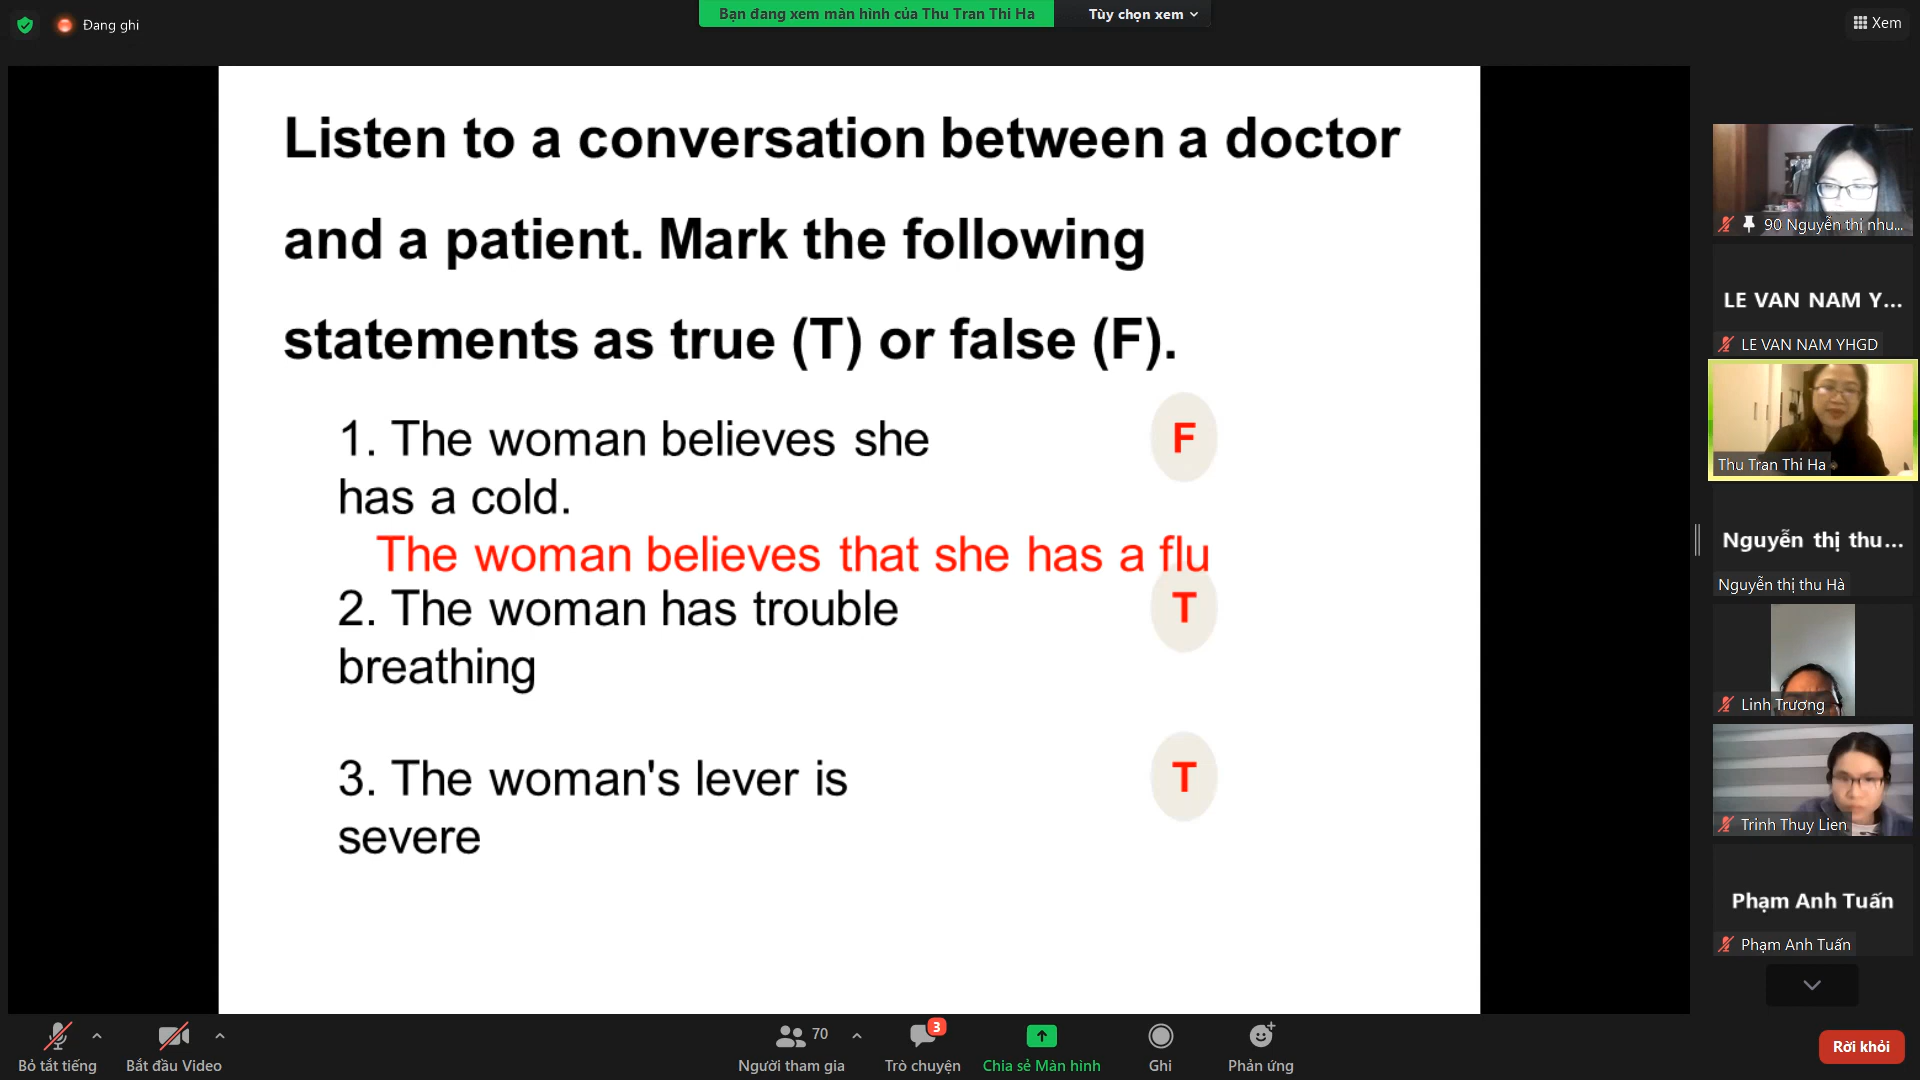 Đang ghi
Bạn đang xem màn hình của Thu Tran Thi Ha
Tùy chọn xem
Xem
Listen to a conversation between a doctor
and a patient. Mark the following
statements as true (T) or false (F).
1. The woman believes she
has a cold.
F
The woman believes that she has a flu
2. The woman has trouble
breathing
T
3. The woman's lever is
severe
T
90 Nguyễn thị nhu...
LE VAN NAM Y...
LE VAN NAM YHGD
Thu Tran Thi Ha
Nguyễn thị thu...
Nguyễn thị thu Hà
Linh Trương
Trinh Thuy Lien
Phạm Anh Tuấn
Phạm Anh Tuấn
Bỏ tắt tiếng
Bắt đầu Video
70
Người tham gia
3
Trò chuyện
Chia sẻ Màn hình
Ghi
Phản ứng
Rời khỏi